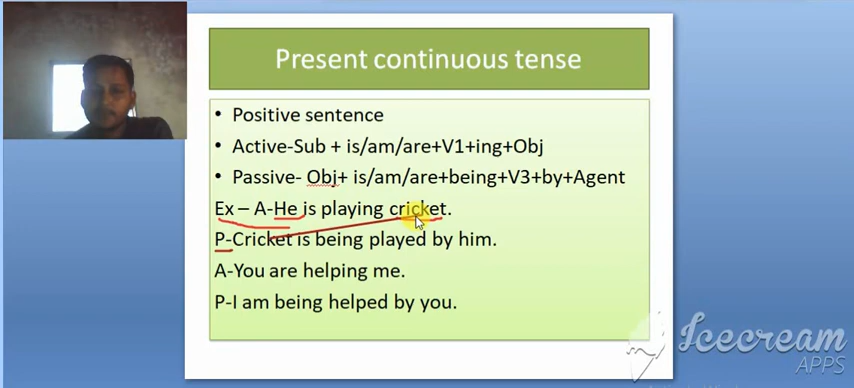 Present continuous tense
• Positive sentence
• Active-Sub + is/am/are+V1+ing+Obj
• Passive- Obj+ is/am/are+being+V3+by+Agent
Ex – A-He is playing cricket.
P-Cricket is being played by him.
A-You are helping me.
P-I am being helped by you.
Icecream
APPS